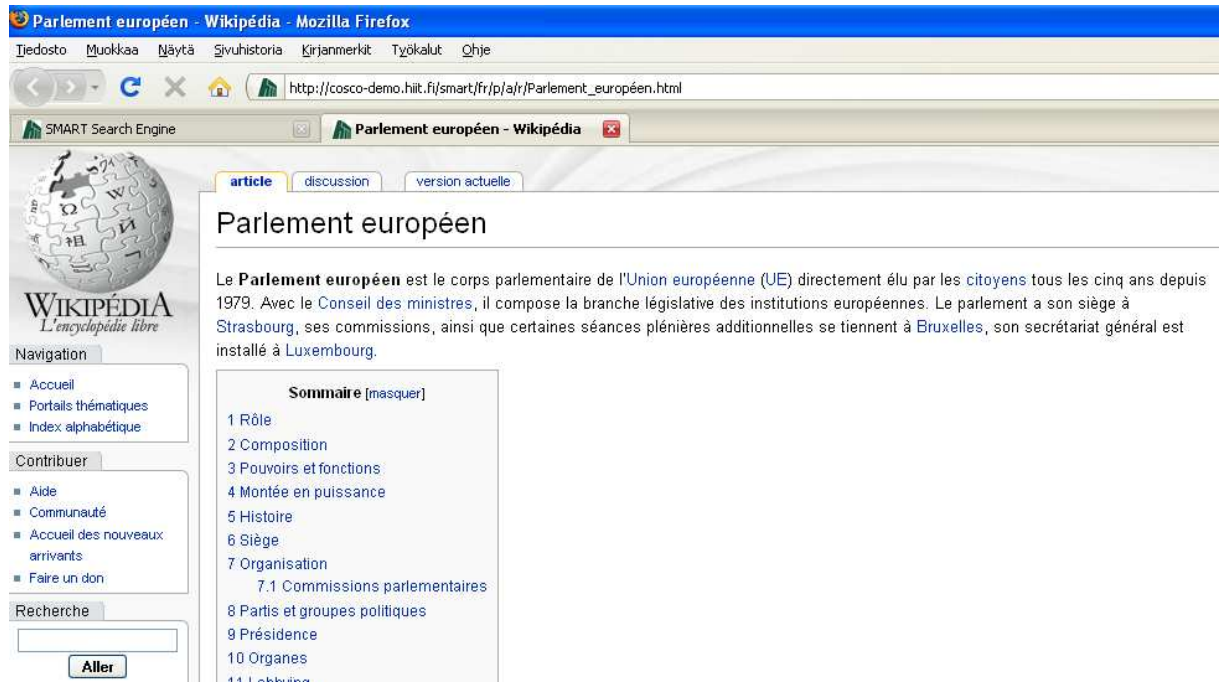 Parlement européen - Wikipédia - Mozilla Firefox
Tiedosto Muokkaa Näytä Sivuhistoria Kirjanmerkit Työkalut Ohje
http://cosco-demo.hiit.fi/smart/fr/p/a/r/Parlement_européen.html
SMART Search Engine
Parlement européen - Wikipédia
article discussion version actuelle
Parlement européen
Le Parlement européen est le corps parlementaire de l'Union européenne (UE) directement élu par les citoyens tous les cinq ans depuis
1979. Avec le Conseil des ministres, il compose la branche législative des institutions européennes. Le parlement a son siège à
Strasbourg, ses commissions, ainsi que certaines séances plénières additionnelles se tiennent à Bruxelles, son secrétariat général est
installé à Luxembourg.
WIKIPÉDIA
L'encyclopédie libre
Navigation
Accueil
Portails thématiques
Index alphabétique
Contribuer
Aide
Communauté
Accueil des nouveaux
arrivants
Faire un don
Recherche
Aller
Sommaire [masquer]
1 Rôle
2 Composition
3 Pouvoirs et fonctions
4 Montée en puissance
5 Histoire
6 Siège
7 Organisation
7.1 Commissions parlementaires
8 Partis et groupes politiques
9 Présidence
10 Organes
11 Lobbying